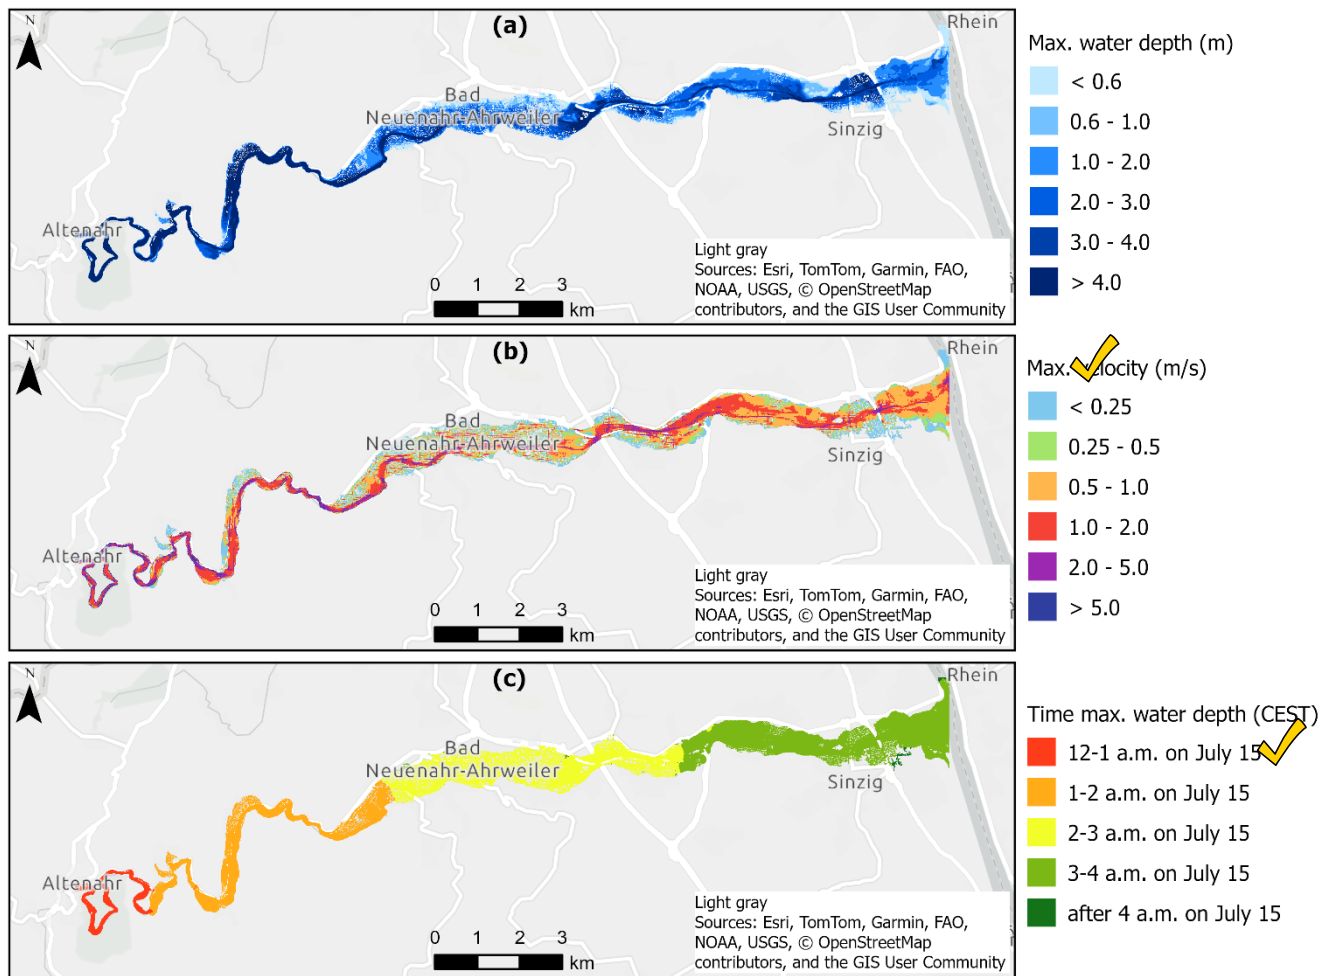 N
(a)
Rhein
Bad
Neuenahr-Ahrweiler
Sinzig
Altenahr
0 1 2 3
km
Light gray
Sources: Esri, TomTom, Garmin, FAO,
NOAA, USGS, © OpenStreetMap
contributors, and the GIS User Community
Max. water depth (m)
< 0.6
0.6 - 1.0
1.0 - 2.0
2.0 - 3.0
3.0 - 4.0
> 4.0
N
(b)
Rhein
Bad
Neuenahr-Ahrweiler
Sinzig
Altenahr
0 1 2 3
km
Light gray
Sources: Esri, TomTom, Garmin, FAO,
NOAA, USGS, © OpenStreetMap
contributors, and the GIS User Community
Max. velocity (m/s)
< 0.25
0.25 - 0.5
0.5 - 1.0
1.0 - 2.0
2.0 - 5.0
> 5.0
N
(c)
Rhein
Bad
Neuenahr-Ahrweiler
Sinzig
Altenahr
0 1 2 3
km
Light gray
Sources: Esri, TomTom, Garmin, FAO,
NOAA, USGS, © OpenStreetMap
contributors, and the GIS User Community
Time max. water depth (CEST)
12-1 a.m. on July 15
1-2 a.m. on July 15
2-3 a.m. on July 15
3-4 a.m. on July 15
after 4 a.m. on July 15